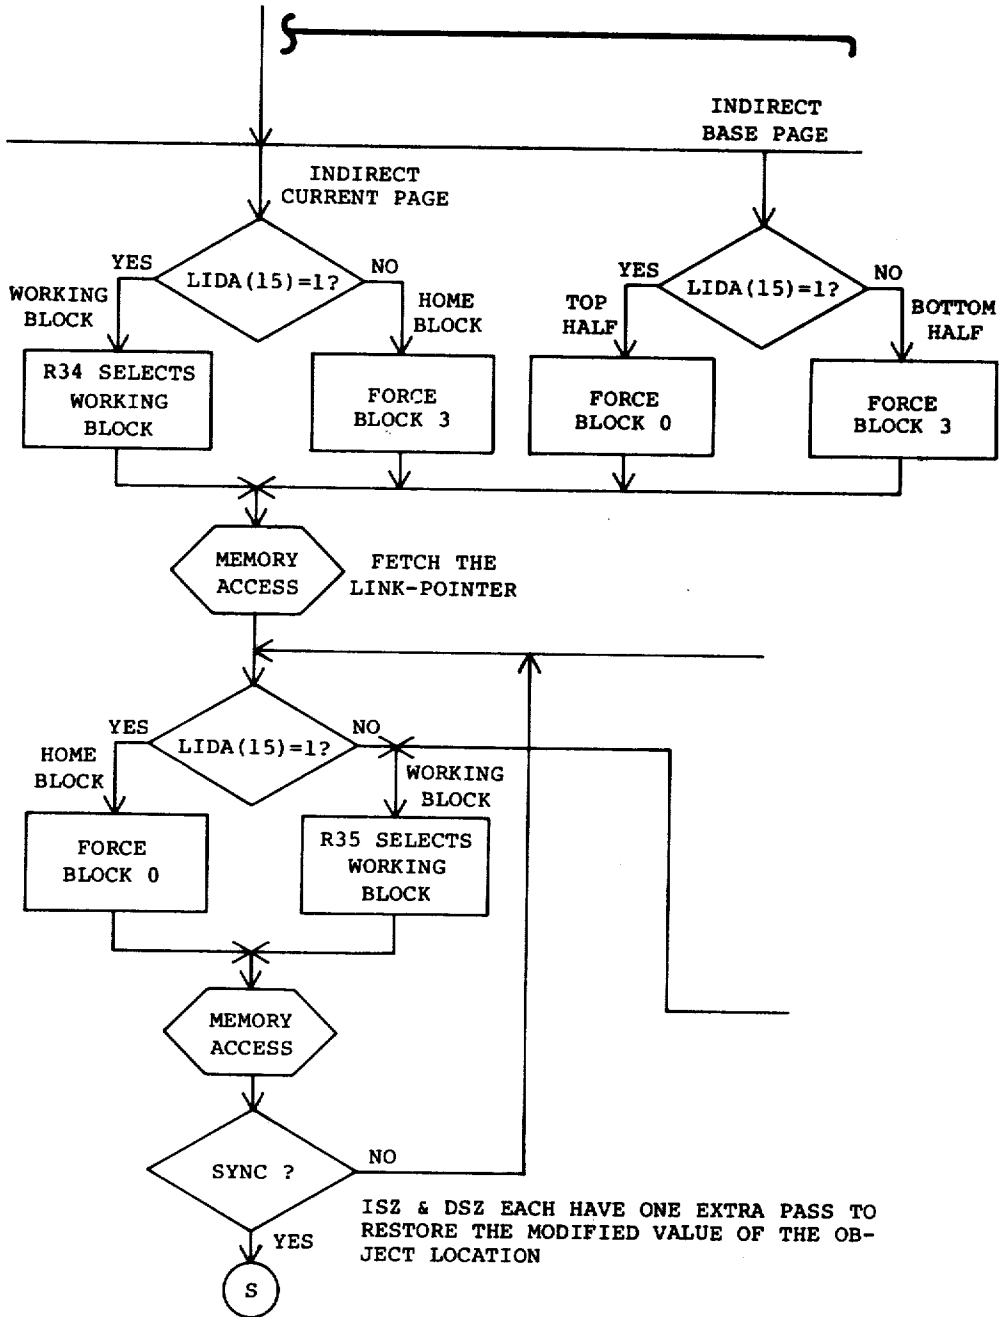 INDIRECT
BASE PAGE
INDIRECT
CURRENT PAGE
LIDA(15)=1?
YES
NO
WORKING
BLOCK
HOME
BLOCK
R34 SELECTS
WORKING
BLOCK
FORCE
BLOCK 3
LIDA(15)=1?
YES
NO
TOP
HALF
BOTTOM
HALF
FORCE
BLOCK 0
FORCE
BLOCK 3
MEMORY
ACCESS
FETCH THE
LINK-POINTER
LIDA(15)=1?
YES
NO
HOME
BLOCK
WORKING
BLOCK
FORCE
BLOCK 0
R35 SELECTS
WORKING
BLOCK
MEMORY
ACCESS
SYNC ?
NO
ISZ & DSZ EACH HAVE ONE EXTRA PASS TO
RESTORE THE MODIFIED VALUE OF THE OB-
JECT LOCATION
YES
S